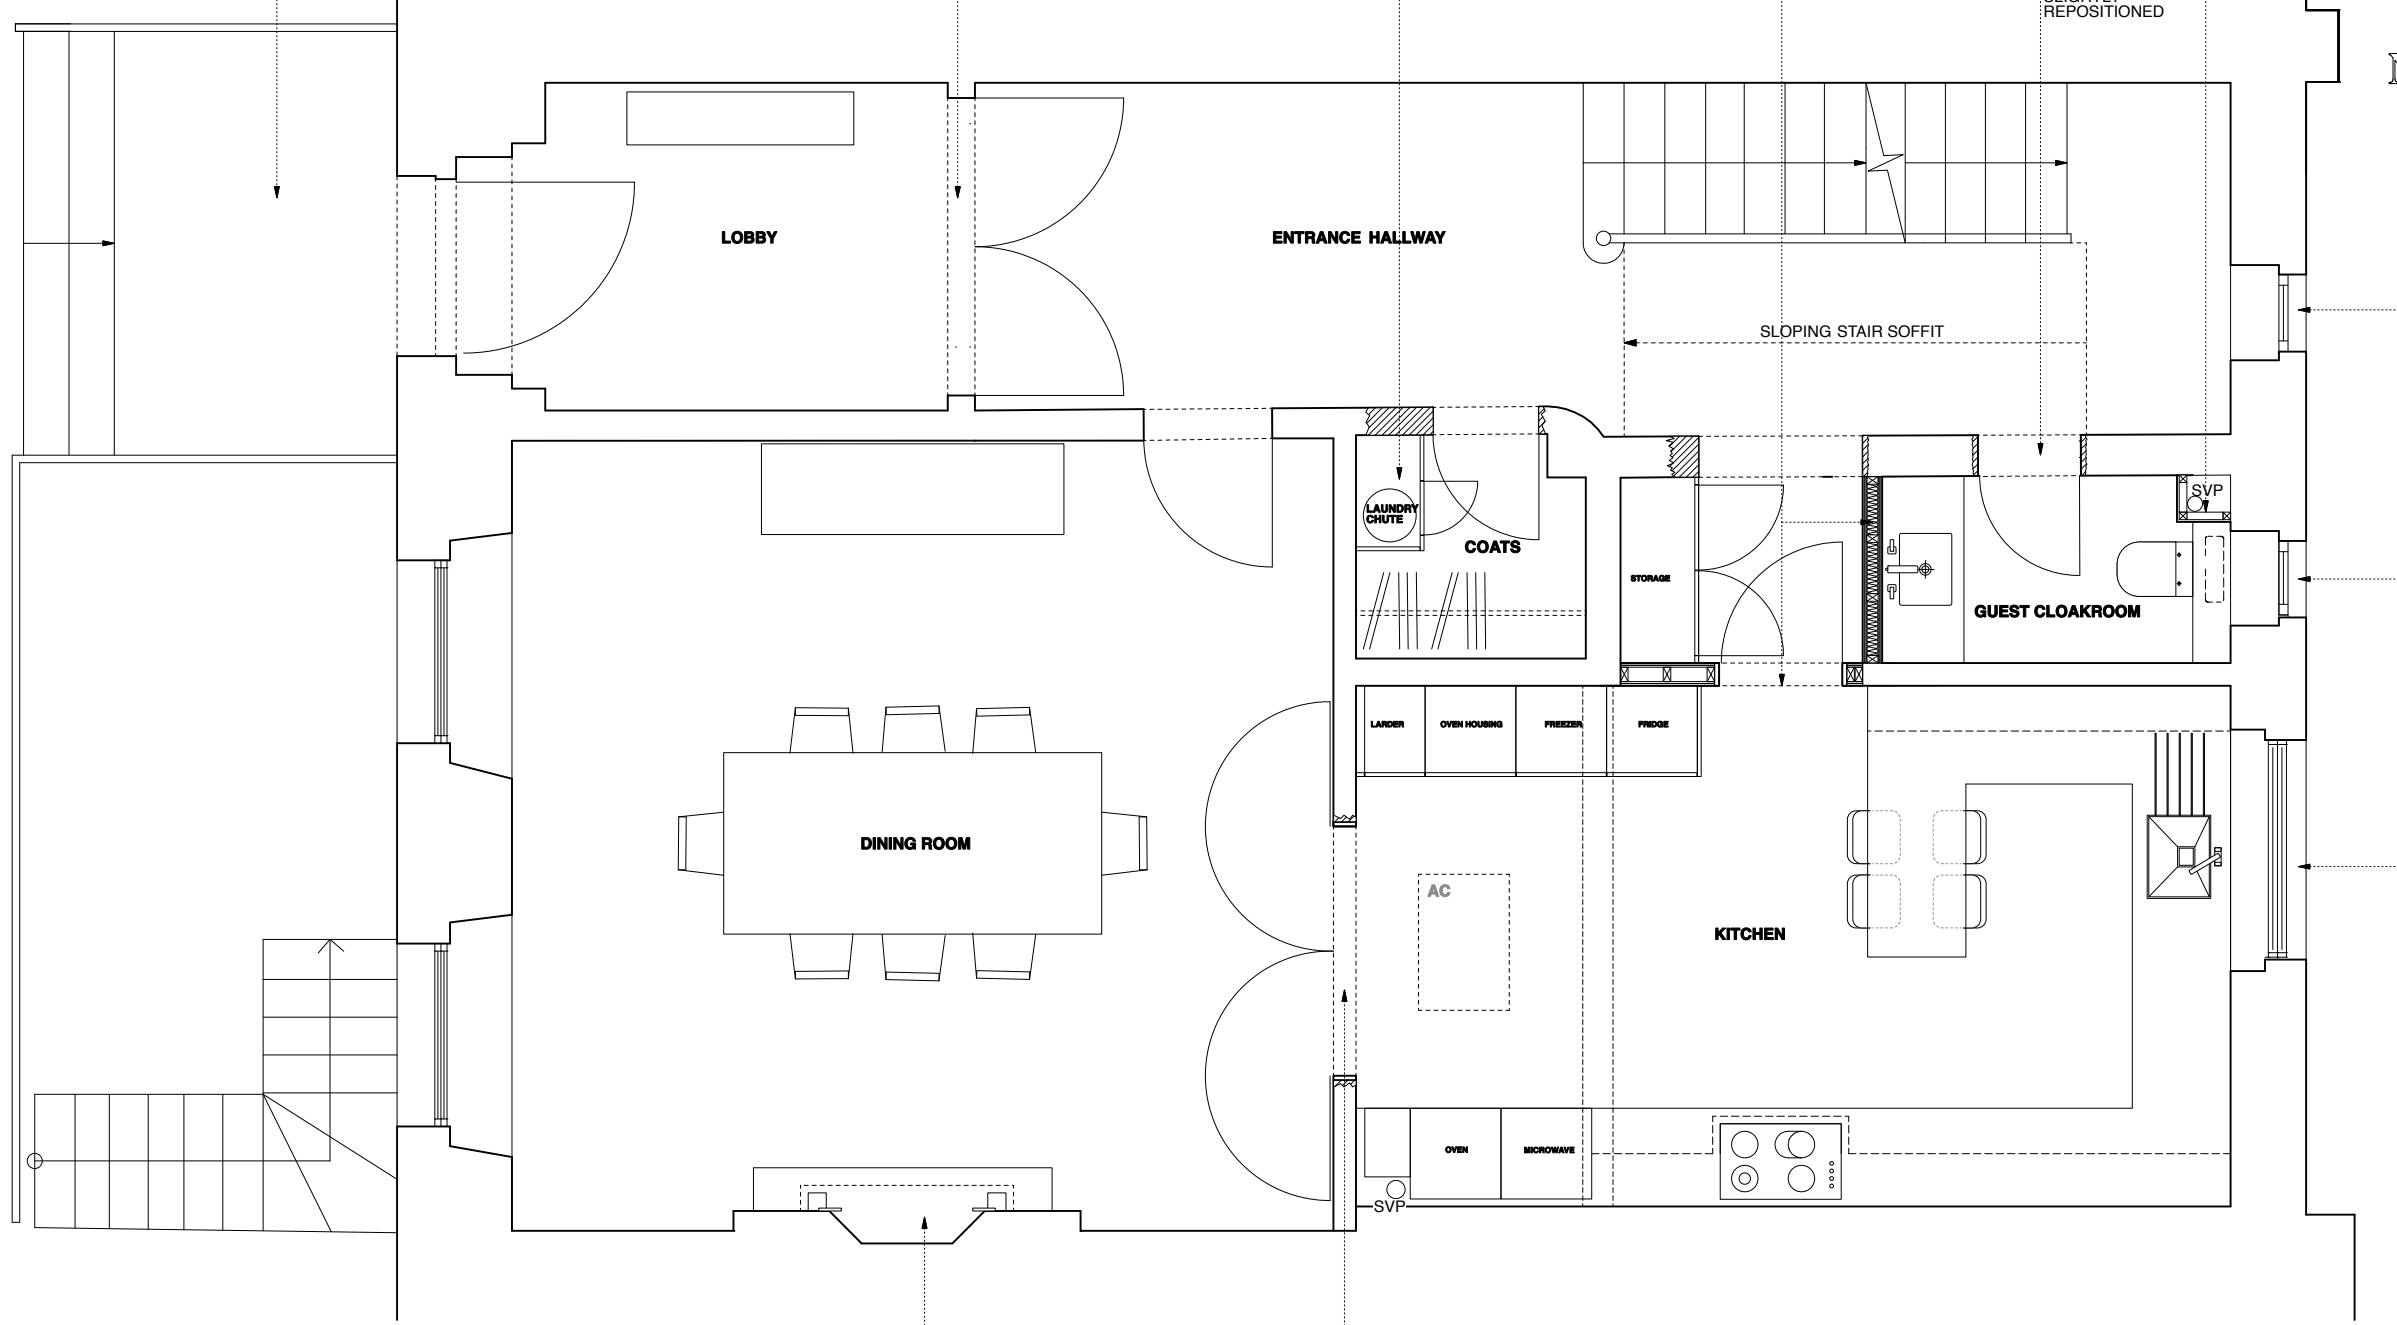 REPOSITIONED
LOBBY
ENTRANCE HALLWAY
SLOPING STAIR SOFFIT
SVP
LAUNDRY
CHUTE
COATS
STORAGE
GUEST CLOAKROOM
LARDER
OVEN HOUSING
FREEZER
FRIDGE
DINING ROOM
AC
KITCHEN
OVEN
MICROWAVE
SVP